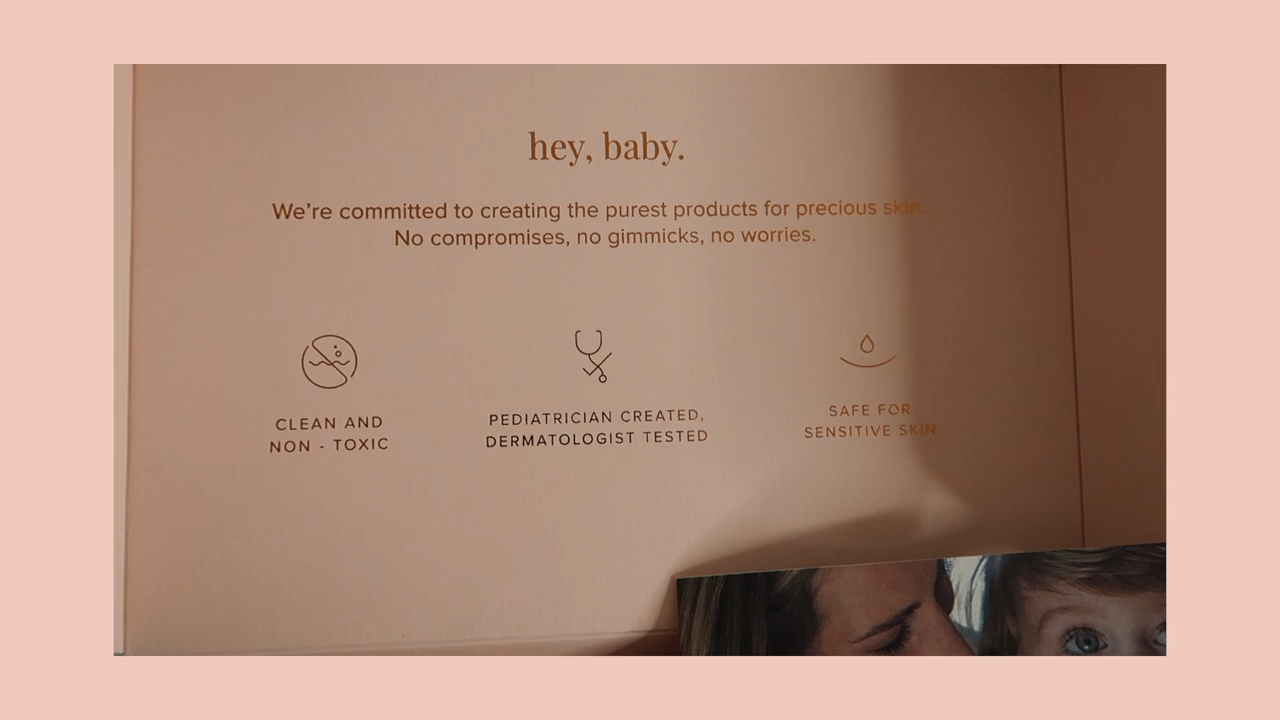 hey, baby.
We're committed to creating the purest products for precious skin.
No compromises, no gimmicks, no worries.
CLEAN AND
NON - TOXIC
PEDIATRICIAN CREATED,
DERMATOLOGIST TESTED
SAFE FOR
SENSITIVE SKIN